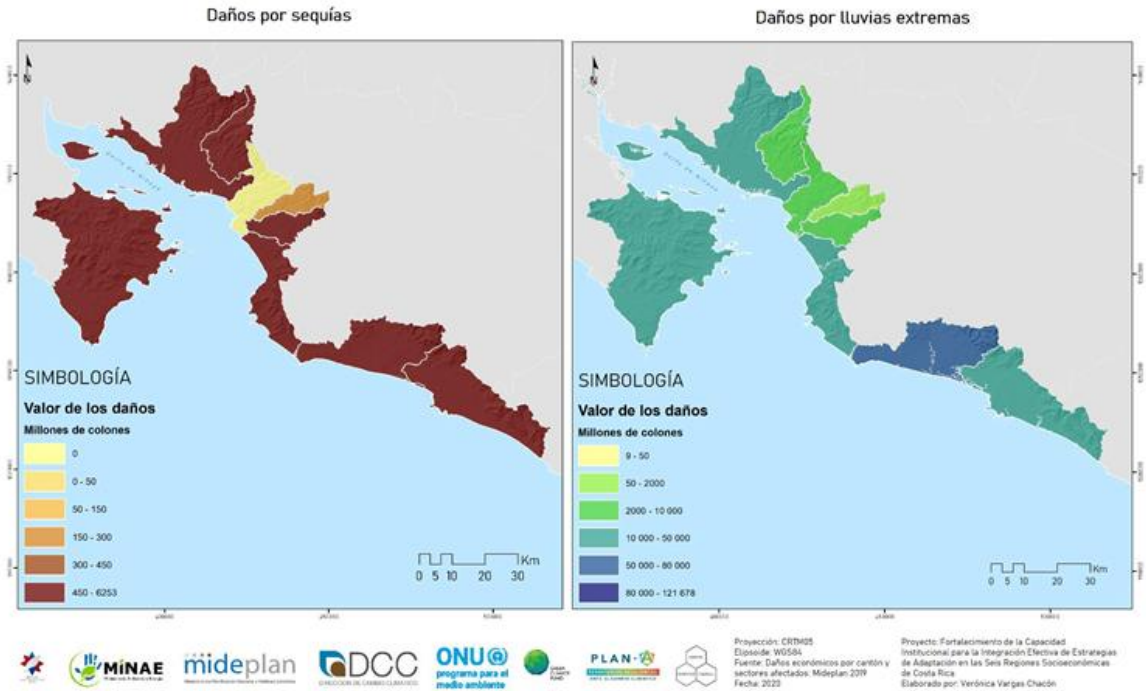 Daños por sequías
Daños por lluvias extremas
SIMBOLOGÍA
Valor de los daños
Millones de colones
0
0 - 50
50 - 150
150 - 300
300 - 450
450 - 6253
Km
0 5 10 20 30
SIMBOLOGÍA
Valor de los daños
Millones de colones
9 - 50
50 - 2000
2000 - 10 000
10 000 - 50 000
50 000 - 80 000
80 000 - 121 678
Km
0 5 10 20 30
MINAE
mideplan
DCC
DIRECCIÓN DE CAMBIO CLIMÁTICO
ONU
programa para el
medio ambiente
GREEN
CLIMATE
FUND
PLAN-A
Proyección: CRTM05
Elipsoide: WGS84
Fuente: Daños económicos por cantón y
sectores afectados: Mideplan 2019
Fecha: 2020
Proyecto: Fortalecimiento de la Capacidad
Institucional para la Integración Efectiva de Estrategias
de Adaptación en las Seis Regiones Socioeconómicas
de Costa Rica
Elaborado por: Verónica Vargas Chacón